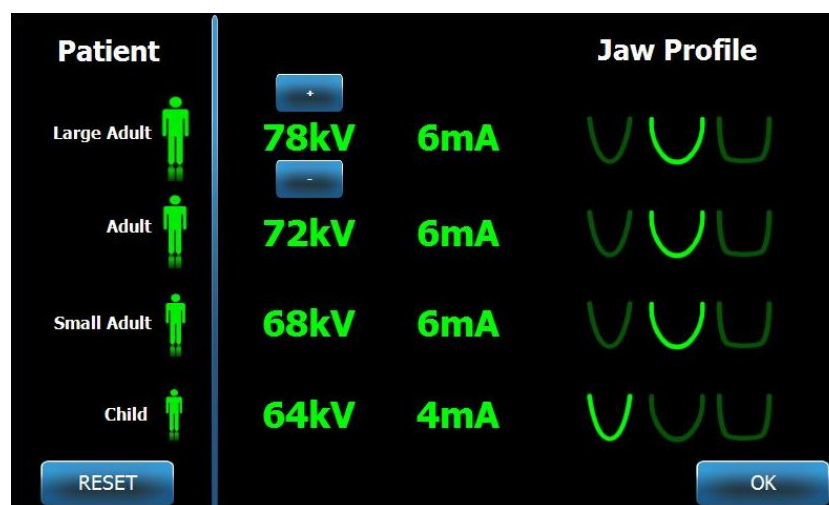 Patient
Jaw Profile
+
Large Adult 78kV 6mA
-
Adult 72kV 6mA
Small Adult 68kV 6mA
Child 64kV 4mA
RESET
OK